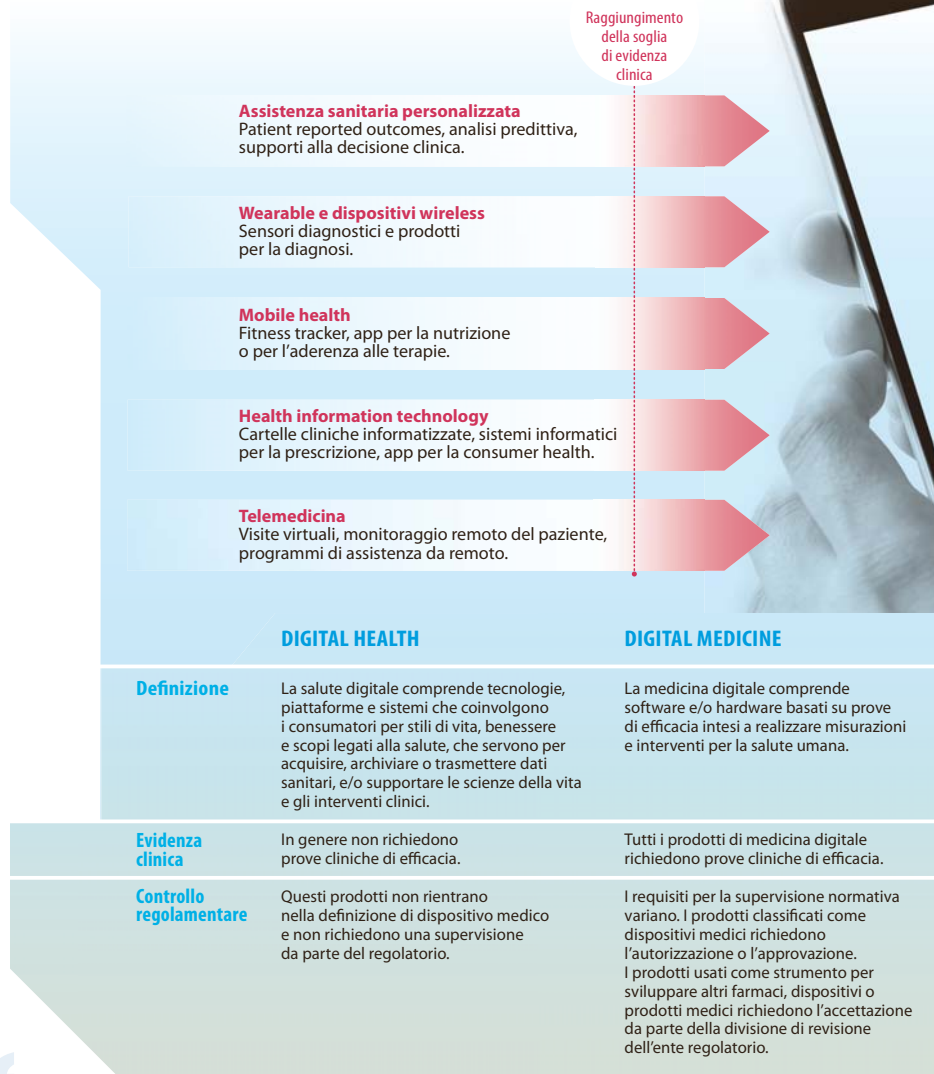 Raggiungimento
della soglia
di evidenza
clinica
Assistenza sanitaria personalizzata
Patient reported outcomes, analisi predittiva,
supporti alla decisione clinica.
Wearable e dispositivi wireless
Sensori diagnostici e prodotti
per la diagnosi.
Mobile health
Fitness tracker, app per la nutrizione
o per l'aderenza alle terapie.
Health information technology
Cartelle cliniche informatizzate, sistemi informatici
per la prescrizione, app per la consumer health.
Telemedicina
Visite virtuali, monitoraggio remoto del paziente,
programmi di assistenza da remoto.
DIGITAL HEALTH
DIGITAL MEDICINE
Definizione
La salute digitale comprende tecnologie,
piattaforme e sistemi che coinvolgono
i consumatori per stili di vita, benessere
e scopi legati alla salute, che servono per
acquisire, archiviare o trasmettere dati
sanitari, e/o supportare le scienze della vita
e gli interventi clinici.
La medicina digitale comprende
software e/o hardware basati su prove
di efficacia intesi a realizzare misurazioni
e interventi per la salute umana.
Evidenza
clinica
In genere non richiedono
prove cliniche di efficacia.
Tutti i prodotti di medicina digitale
richiedono prove cliniche di efficacia.
Controllo
regolamentare
Questi prodotti non rientrano
nella definizione di dispositivo medico
e non richiedono una supervisione
da parte del regolatorio.
I requisiti per la supervisione normativa
variano. I prodotti classificati come
dispositivi medici richiedono
l'autorizzazione o l'approvazione.
I prodotti usati come strumento per
sviluppare altri farmaci, dispositivi o
prodotti medici richiedono l'accettazione
da parte della divisione di revisione
dell'ente regolatorio.